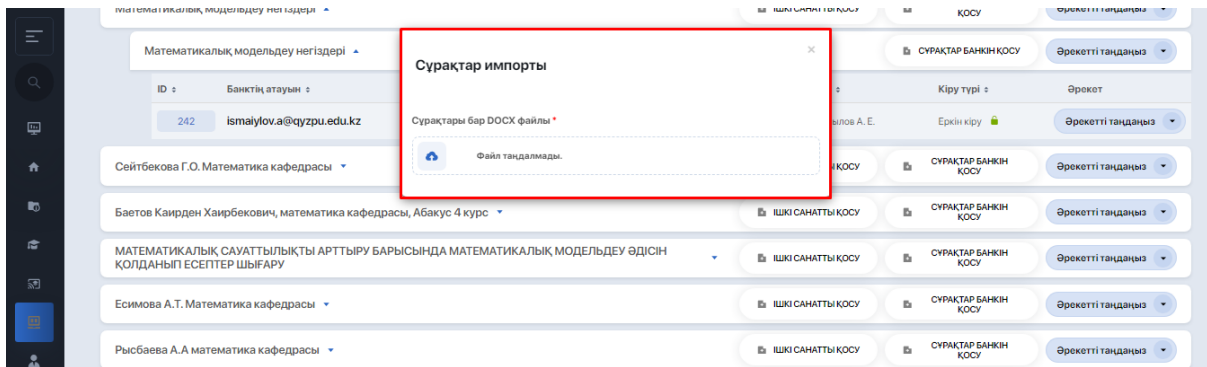 Математикалық модельдеу негіздері
ІШКІ САНАТТЫ ҚОСУ
ҚОСУ
Әрекетті таңдаңыз
Математикалық модельдеу негіздері
СҰРАҚТАР БАНКІН ҚОСУ
Әрекетті таңдаңыз
Сұрақтар импорты
×
ID
Банктің атауын
Кіру түрі
Әрекет
242
ismaiylov.a@qyzpu.edu.kz
Сұрақтары бар DOCX файлы *
ылов А. Е.
Еркін кіру
Әрекетті таңдаңыз
Файл таңдалмады.
Сейтбекова Г.О. Математика кафедрасы
Ы ҚОСУ
СҰРАҚТАР БАНКІН
ҚОСУ
Әрекетті таңдаңыз
Баетов Каирден Хаирбекович, математика кафедрасы, Абакус 4 курс
ІШКІ САНАТТЫ ҚОСУ
СҰРАҚТАР БАНКІН
ҚОСУ
Әрекетті таңдаңыз
МАТЕМАТИКАЛЫҚ САУАТТЫЛЫҚТЫ АРТТЫРУ БАРЫСЫНДА МАТЕМАТИКАЛЫҚ МОДЕЛЬДЕУ ӘДІСІН
ҚОЛДАНЫП ЕСЕПТЕР ШЫҒАРУ
ІШКІ САНАТТЫ ҚОСУ
СҰРАҚТАР БАНКІН
ҚОСУ
Әрекетті таңдаңыз
Есимова А.Т. Математика кафедрасы
ІШКІ САНАТТЫ ҚОСУ
СҰРАҚТАР БАНКІН
ҚОСУ
Әрекетті таңдаңыз
Рысбаева А.А математика кафедрасы
ІШКІ САНАТТЫ ҚОСУ
СҰРАҚТАР БАНКІН
ҚОСУ
Әрекетті таңдаңыз